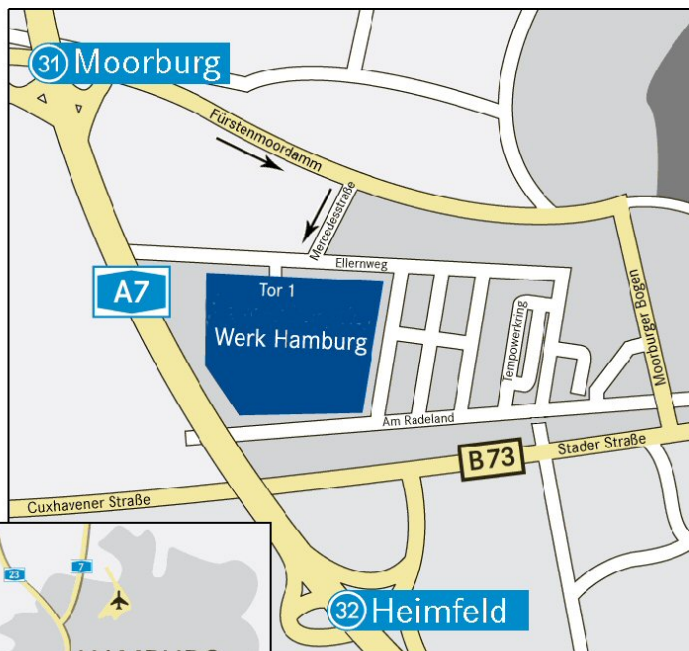 31 Moorburg
Fürstenmoordamm
Mercedesstraße
Ellernweg
A7
Tor 1
Werk Hamburg
Tempowerkring
Moorburger Bogen
Am Radeland
Stader Straße
B73
Cuxhavener Straße
23
7
32 Heimfeld